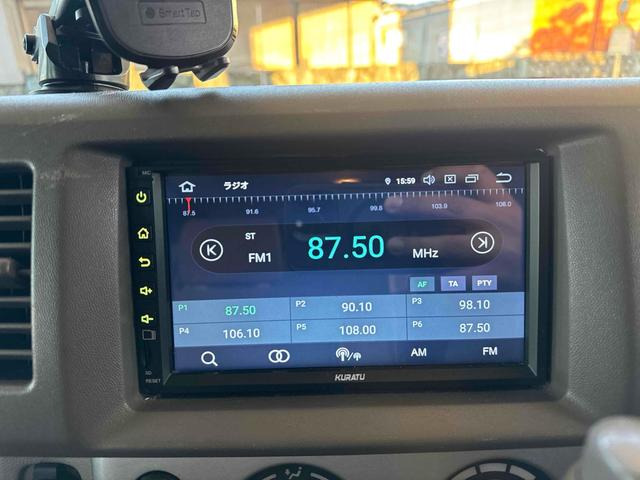 SmartTap
MIC
ラジオ
15:59
87.5 91.6 95.7 99.8 103.9 108.0
ST
FM1
87.50 MHz
AF TA PTY
P1 87.50 P2 90.10 P3 98.10
P4 106.10 P5 108.00 P6 87.50
AM FM
SD
RESET
KURATU